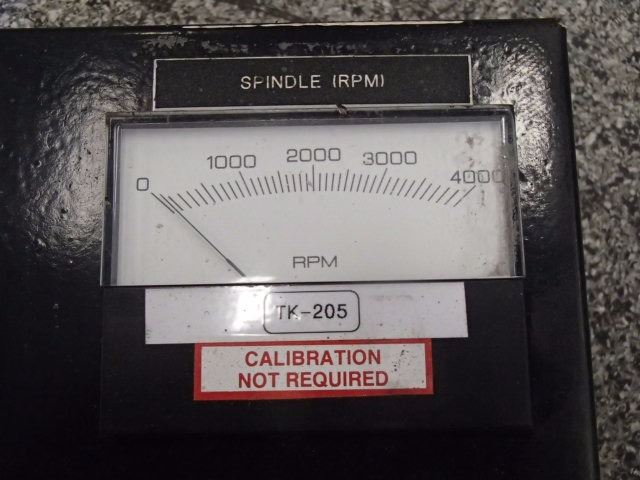 SPINDLE (RPM)
0 1000 2000 3000 4000
RPM
TK-205
CALIBRATION
NOT REQUIRED